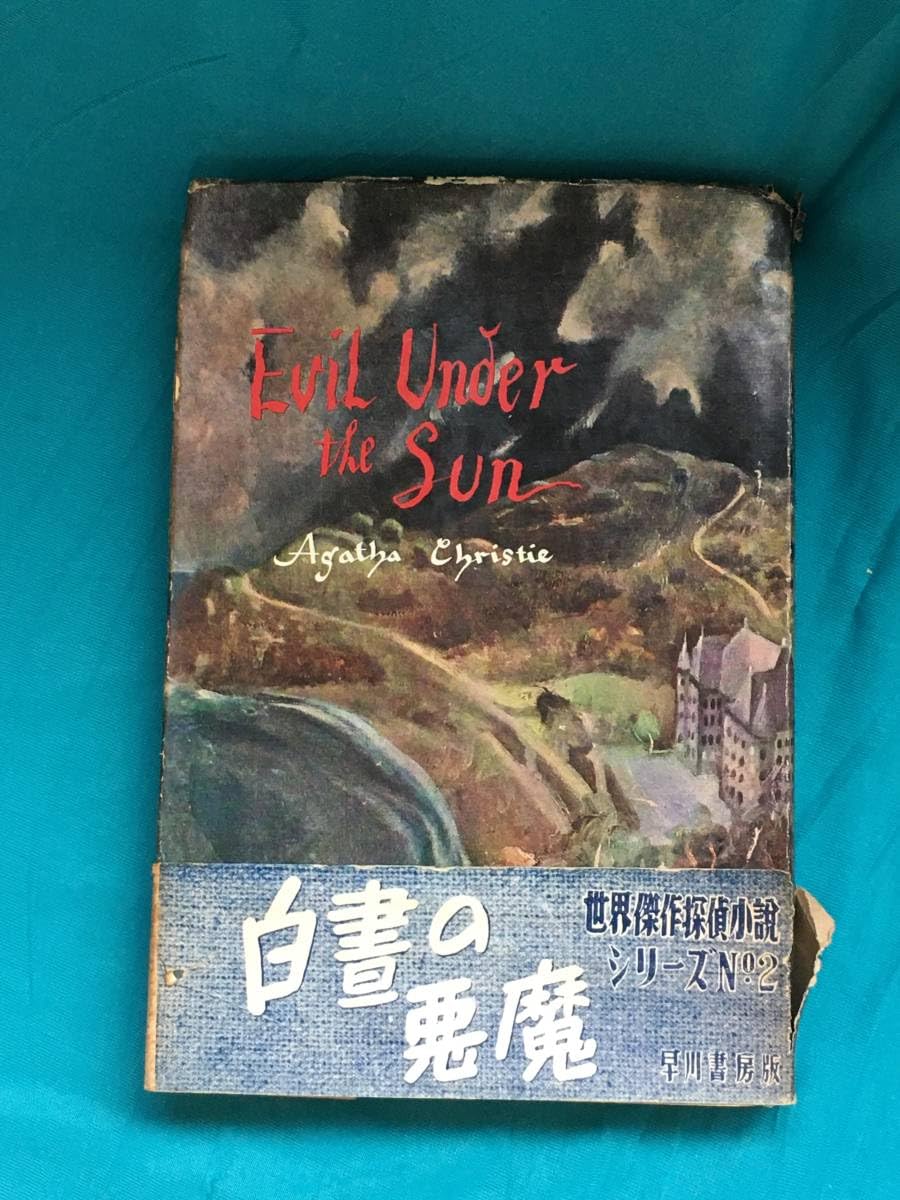 Evil Under
the Sun
Agatha Christie
白晝の
悪魔
世界傑作探偵小說
シリーズNo.2
早川書房版